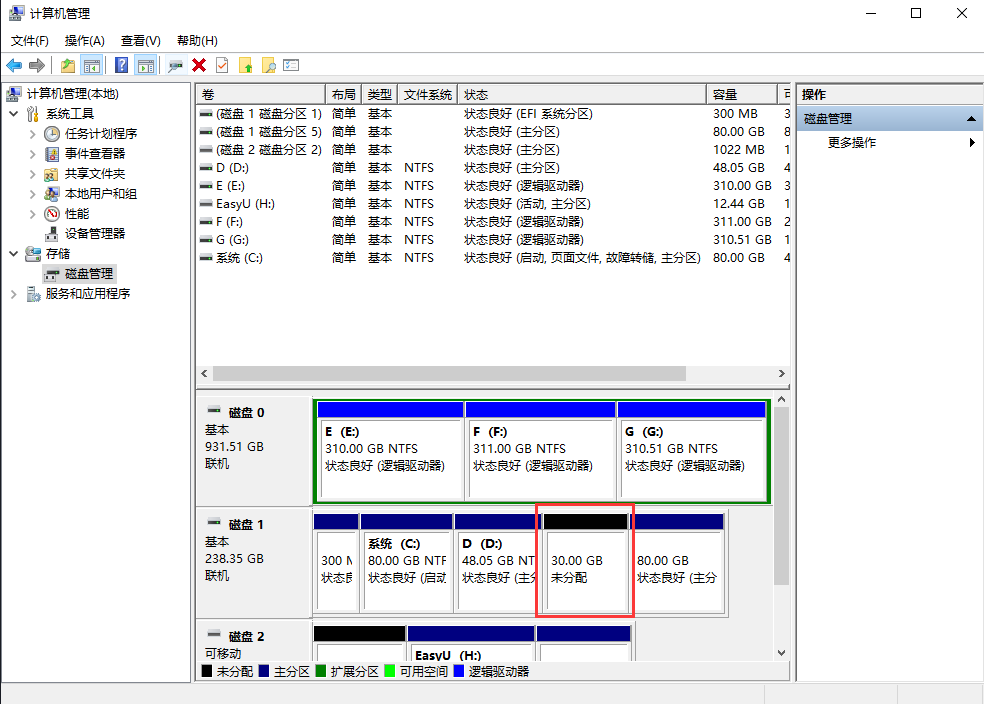 计算机管理
文件(F) 操作(A) 查看(V) 帮助(H)
计算机管理(本地)
系统工具
任务计划程序
事件查看器
共享文件夹
本地用户和组
性能
设备管理器
存储
磁盘管理
服务和应用程序
卷 布局 类型 文件系统 状态 容量
(磁盘 1 磁盘分区 1) 简单 基本 状态良好 (EFI 系统分区) 300 MB 3
(磁盘 1 磁盘分区 5) 简单 基本 状态良好 (主分区) 80.00 GB 8
(磁盘 2 磁盘分区 2) 简单 基本 状态良好 (主分区) 1022 MB 1
D (D:) 简单 基本 NTFS 状态良好 (主分区) 48.05 GB 4
E (E:) 简单 基本 NTFS 状态良好 (逻辑驱动器) 310.00 GB 3
EasyU (H:) 简单 基本 NTFS 状态良好 (活动, 主分区) 12.44 GB 1
F (F:) 简单 基本 NTFS 状态良好 (逻辑驱动器) 311.00 GB 2
G (G:) 简单 基本 NTFS 状态良好 (逻辑驱动器) 310.51 GB 1
系统 (C:) 简单 基本 NTFS 状态良好 (启动, 页面文件, 故障转储, 主分区) 80.00 GB 4
磁盘 0
基本
931.51 GB
联机
E (E:)
310.00 GB NTFS
状态良好 (逻辑驱动器)
F (F:)
311.00 GB NTFS
状态良好 (逻辑驱动器)
G (G:)
310.51 GB NTFS
状态良好 (逻辑驱动器)
磁盘 1
基本
238.35 GB
联机
300 M
状态良
系统 (C:)
80.00 GB NTF
状态良好 (启动
D (D:)
48.05 GB NT
状态良好 (主分
30.00 GB
未分配
80.00 GB
状态良好 (主分
磁盘 2
可移动
EasyU (H:)
未分配 主分区 扩展分区 可用空间 逻辑驱动器
操作
磁盘管理
更多操作